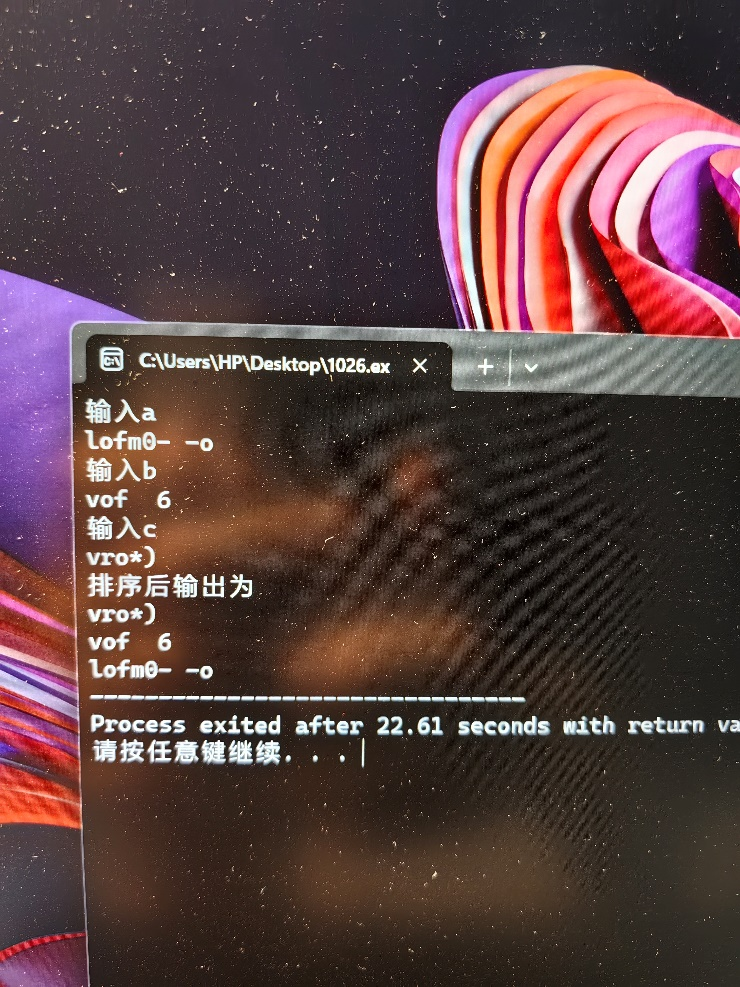 C:\Users\HP\Desktop\1026.ex
输入a
lofm0- -o
输入b
vof  6
输入c
vro*)
排序后输出为
vro*)
vof  6
lofm0- -o
--------------------------------
Process exited after 22.61 seconds with return va
请按任意键继续. . .